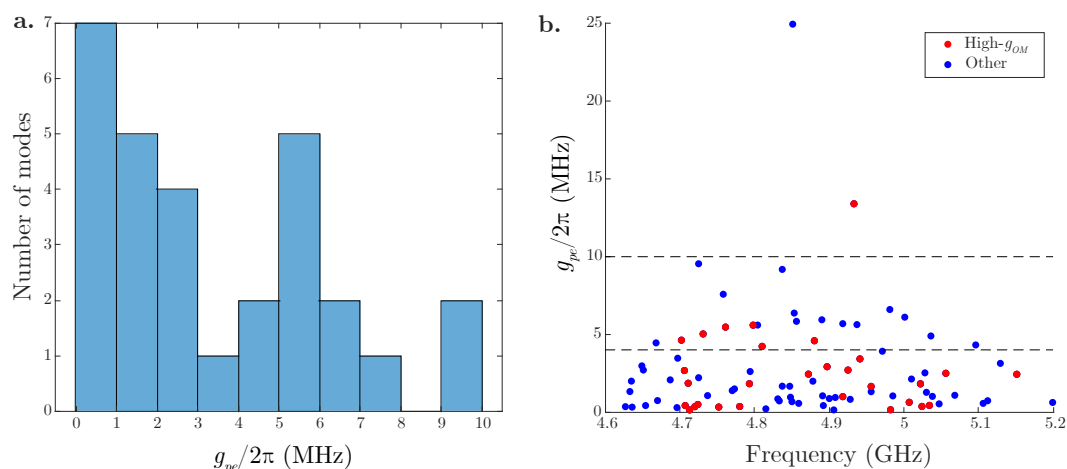 a.
Number of modes
7
6
5
4
3
2
1
0
0 1 2 3 4 5 6 7 8 9 10
g_pe/2π (MHz)
b.
g_pe/2π (MHz)
25
20
15
10
5
0
High-g_OM
Other
4.6 4.7 4.8 4.9 5 5.1 5.2
Frequency (GHz)